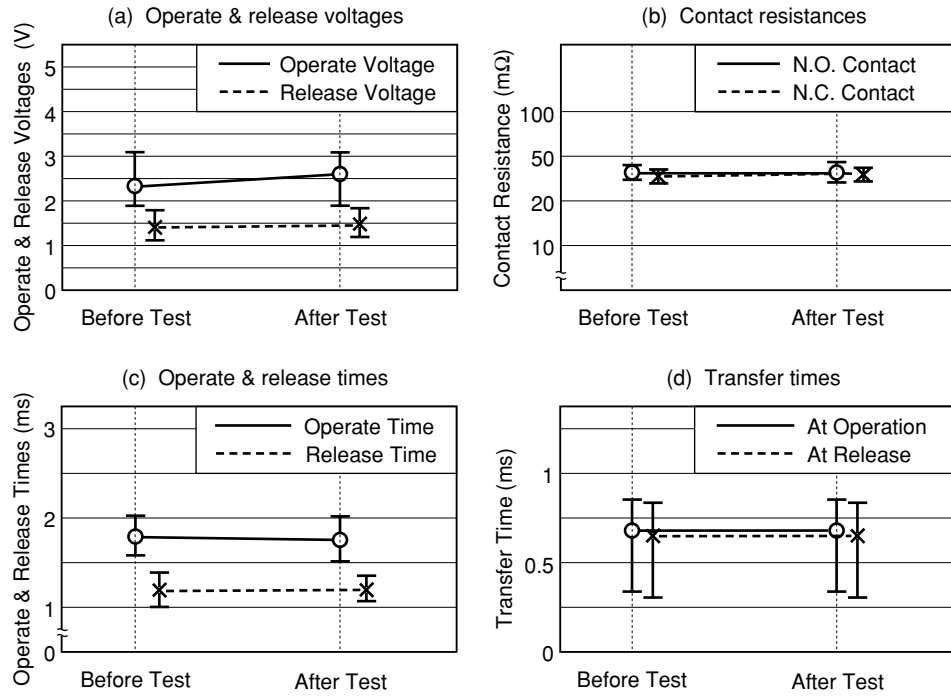 (a) Operate & release voltages
Operate & Release Voltages (V)
5
4
3
2
1
0
Operate Voltage
Release Voltage
Before Test
After Test
(b) Contact resistances
Contact Resistance (mΩ)
100
50
20
10
N.O. Contact
N.C. Contact
Before Test
After Test
(c) Operate & release times
Operate & Release Times (ms)
3
2
1
0
Operate Time
Release Time
Before Test
After Test
(d) Transfer times
Transfer Time (ms)
1
0.5
0
At Operation
At Release
Before Test
After Test